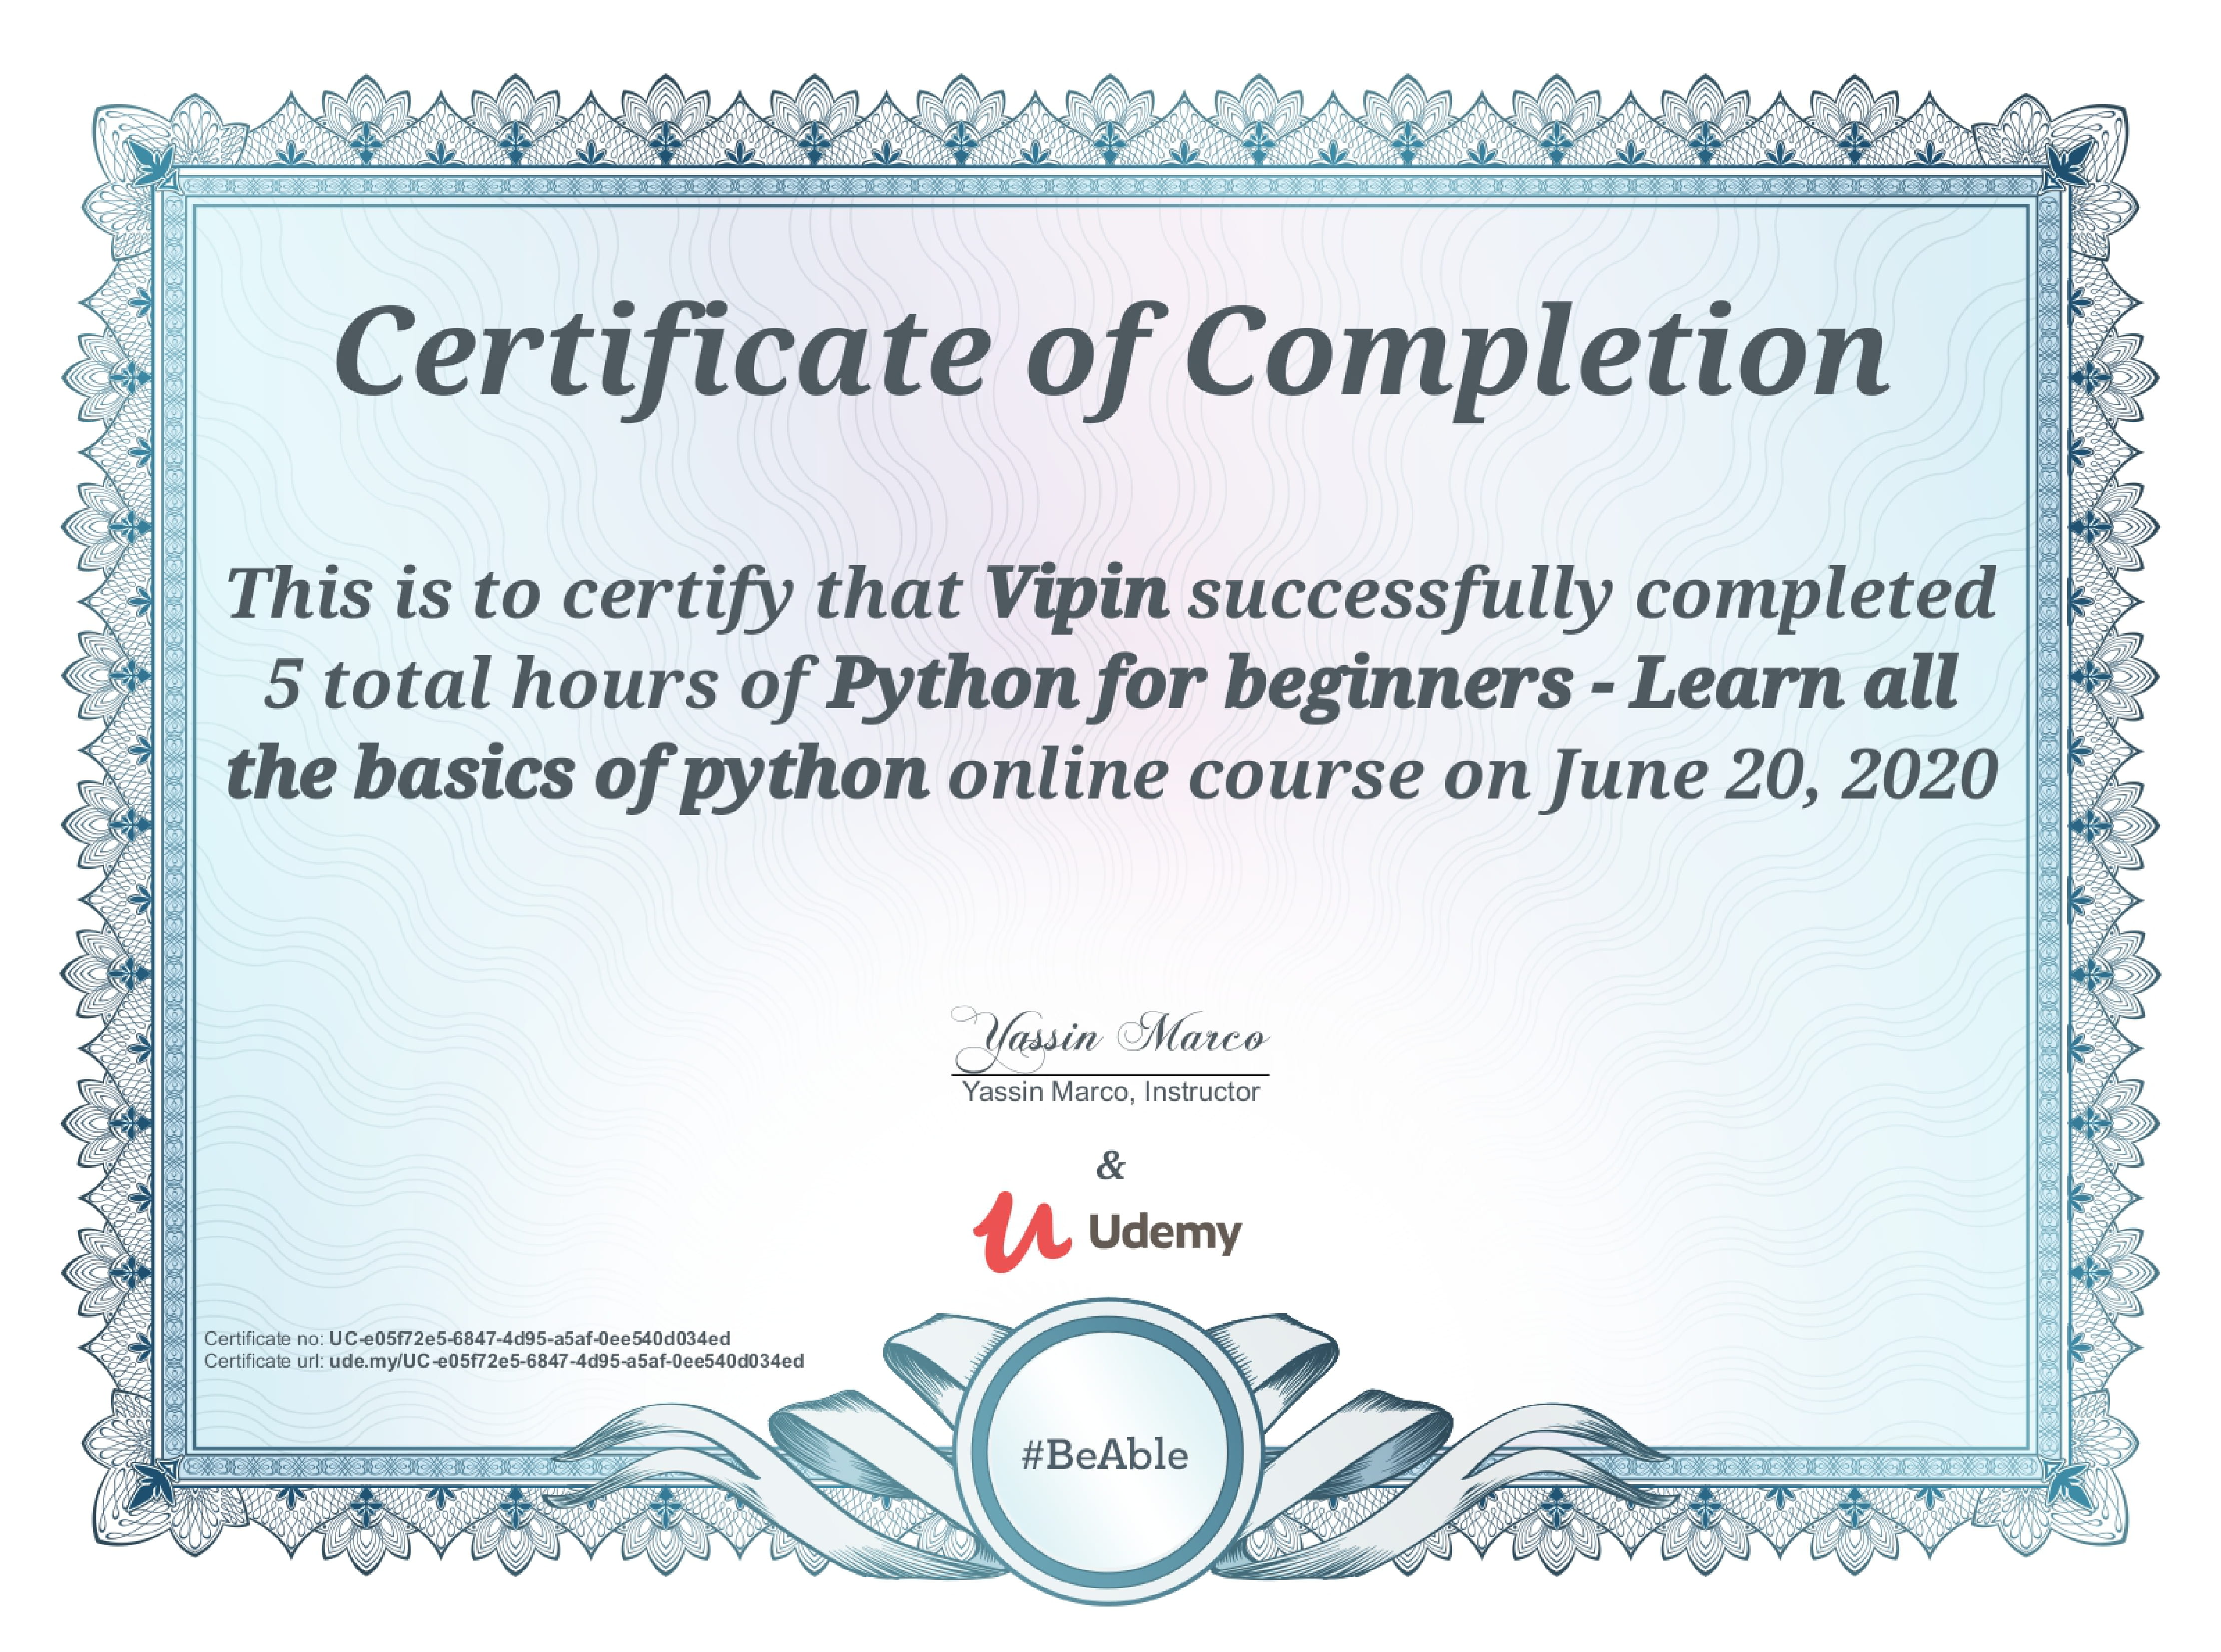 Certificate of Completion
This is to certify that Vipin successfully completed
5 total hours of Python for beginners - Learn all
the basics of python online course on June 20, 2020
Yassin Marco
Yassin Marco, Instructor
&
Udemy
Certificate no: UC-e05f72e5-6847-4d95-a5af-0ee540d034ed
Certificate url: ude.my/UC-e05f72e5-6847-4d95-a5af-0ee540d034ed
#BeAble